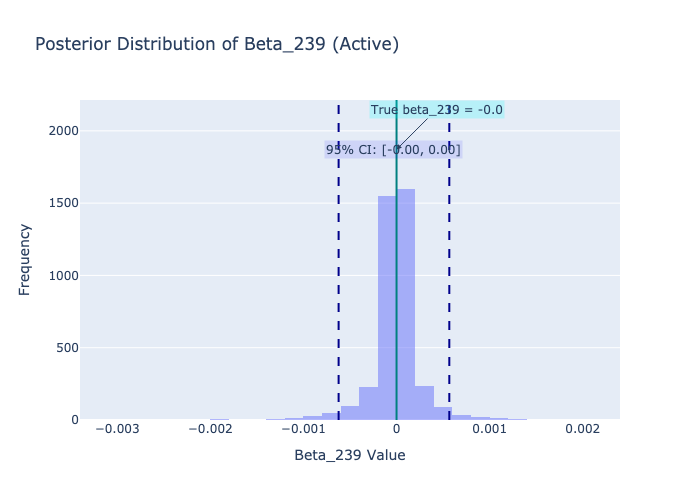 Posterior Distribution of Beta_239 (Active)
True beta_239 = -0.0
95% CI: [-0.00, 0.00]
2000
1500
1000
500
0
Frequency
−0.003
−0.002
−0.001
0
0.001
0.002
Beta_239 Value